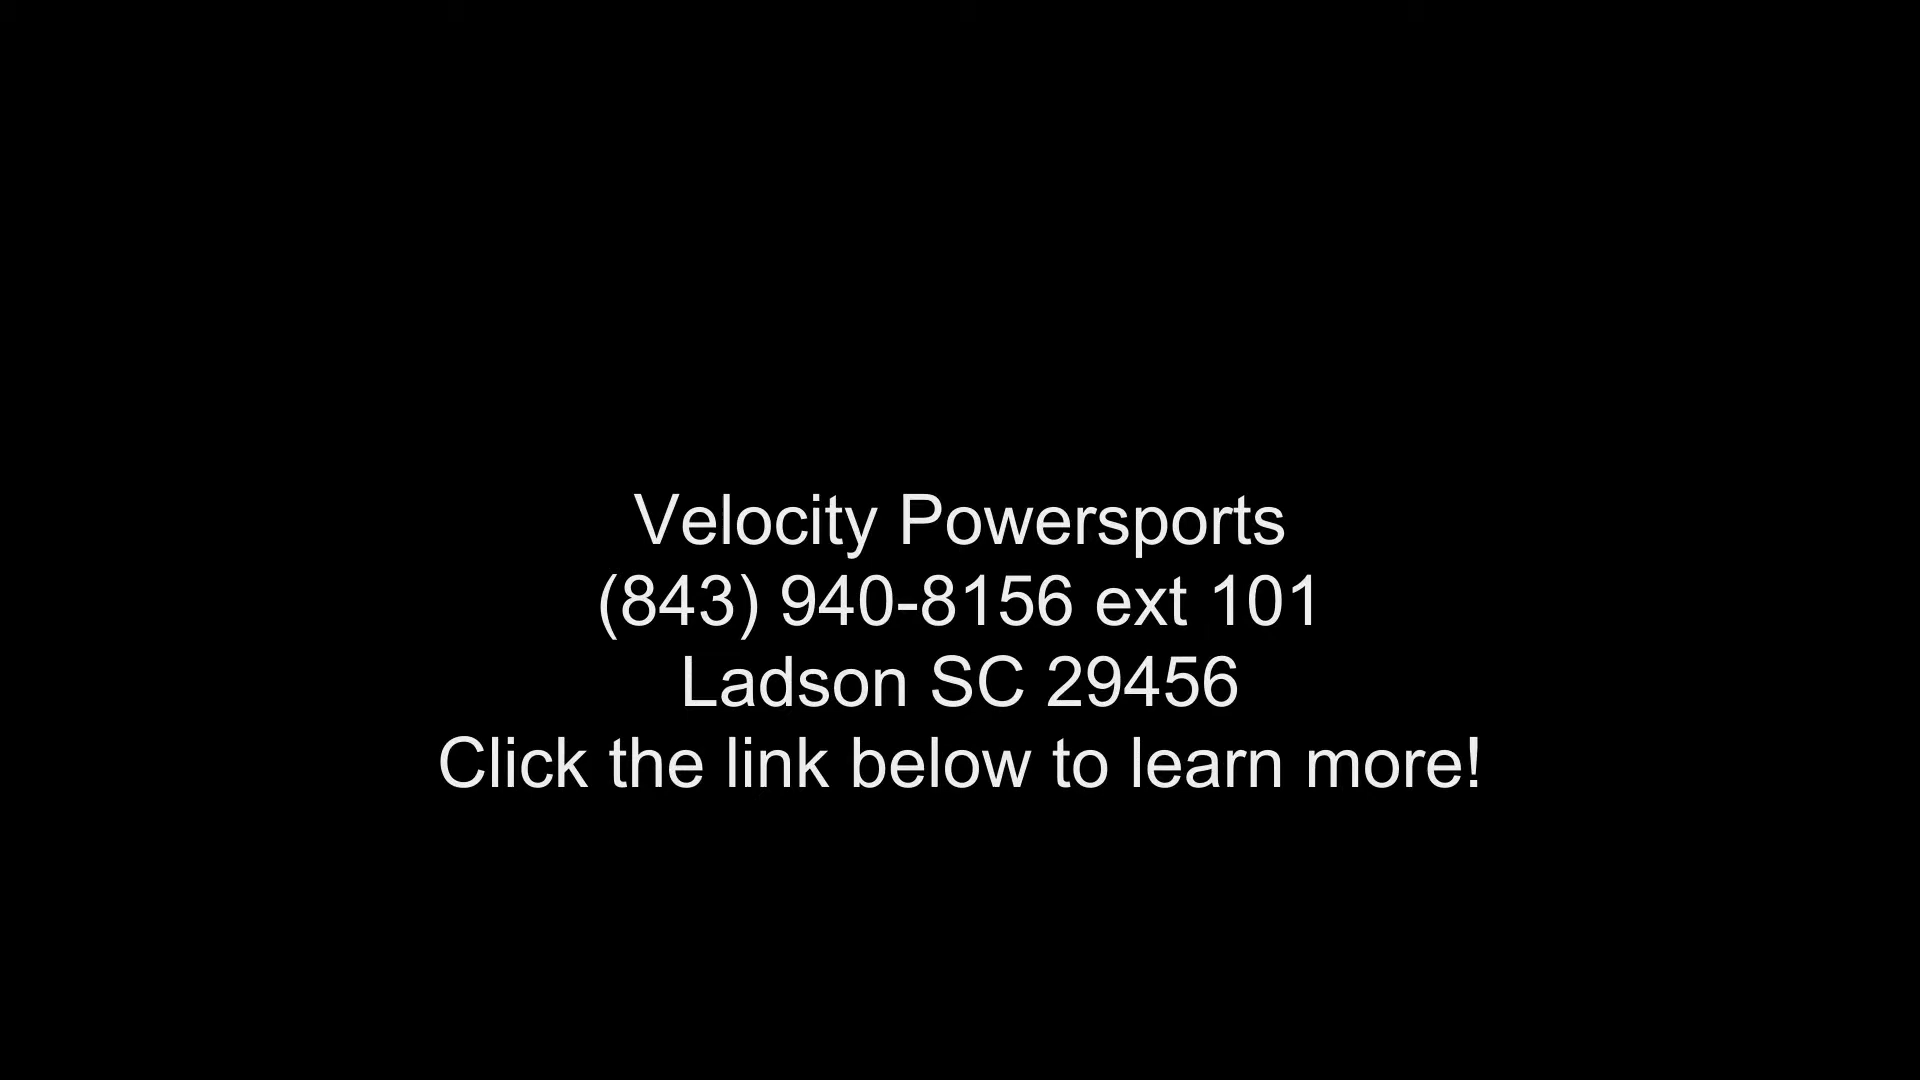 Velocity Powersports
(843) 940-8156 ext 101
Ladson SC 29456
Click the link below to learn more!